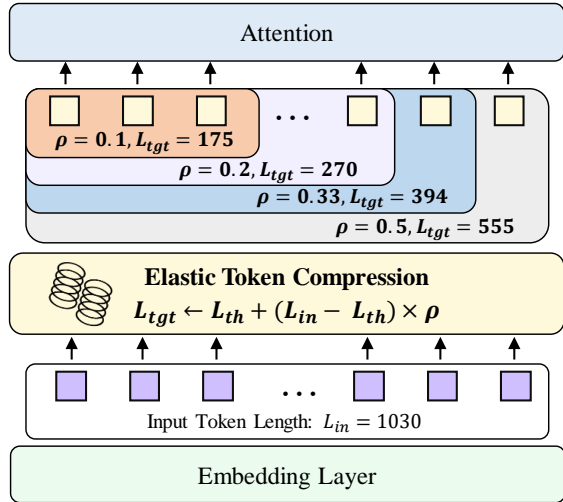 Attention
. . .
ρ = 0.1, L_tgt = 175
ρ = 0.2, L_tgt = 270
ρ = 0.33, L_tgt = 394
ρ = 0.5, L_tgt = 555
Elastic Token Compression
L_tgt ← L_th + (L_in − L_th) × ρ
. . .
Input Token Length: L_in = 1030
Embedding Layer